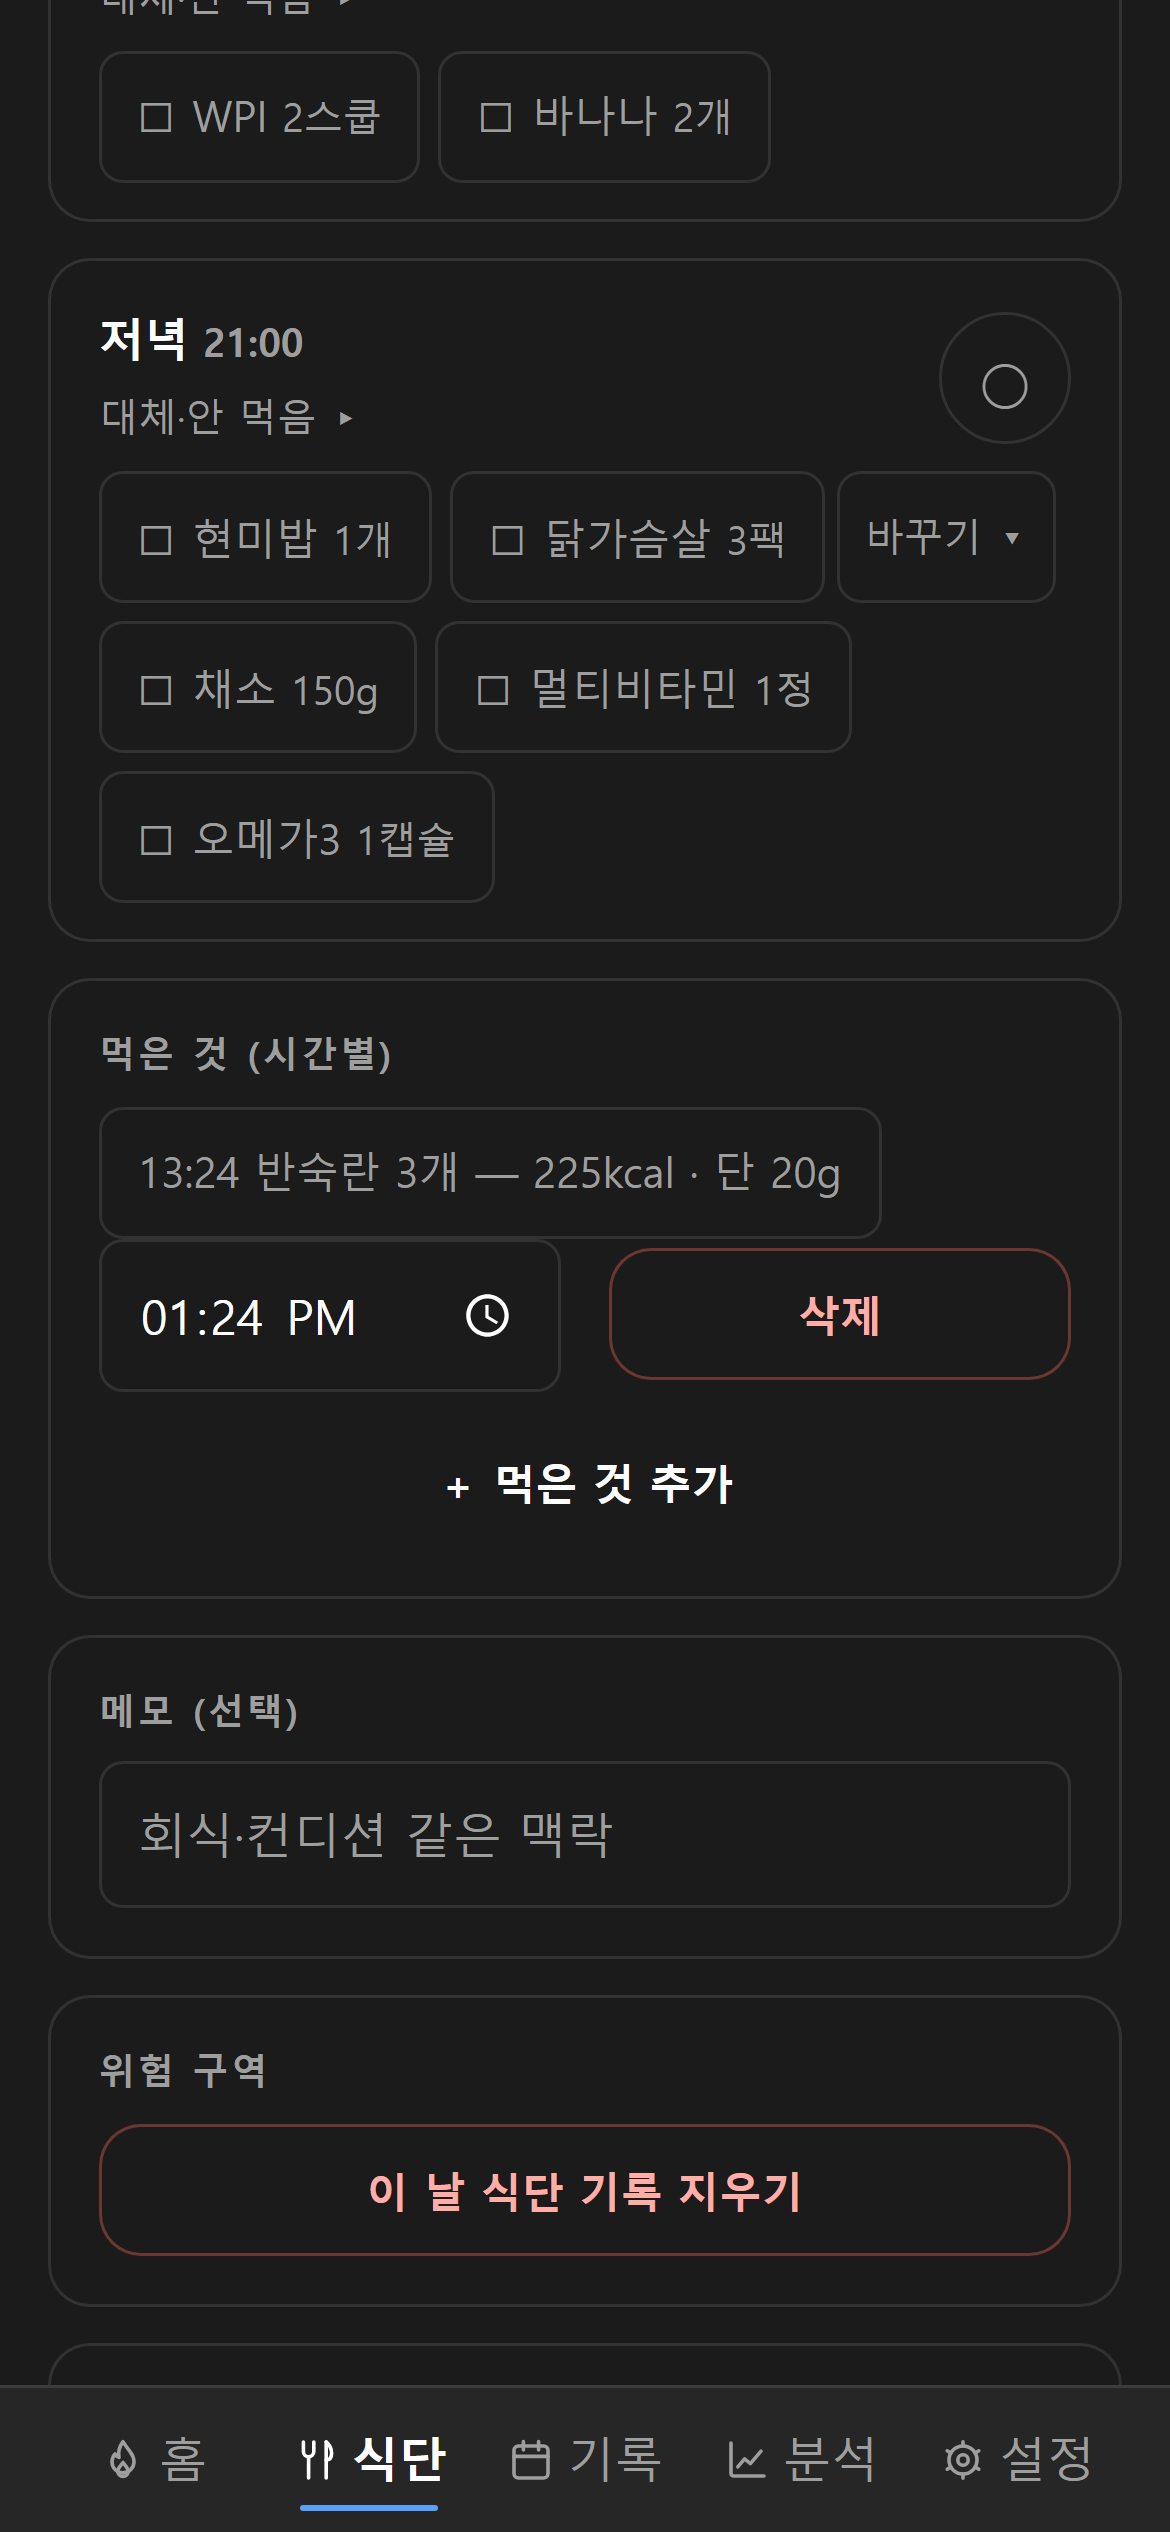 대체·안 먹음 ▸
☐ WPI 2스쿱 ☐ 바나나 2개
저녁 21:00
대체·안 먹음 ▸
☐ 현미밥 1개 ☐ 닭가슴살 3팩 바꾸기 ▾
☐ 채소 150g ☐ 멀티비타민 1정
☐ 오메가3 1캡슐
먹은 것 (시간별)
13:24 반숙란 3개 — 225kcal · 단 20g
01:24 PM 삭제
+ 먹은 것 추가
메모 (선택)
회식·컨디션 같은 맥락
위험 구역
이 날 식단 기록 지우기
홈 식단 기록 분석 설정